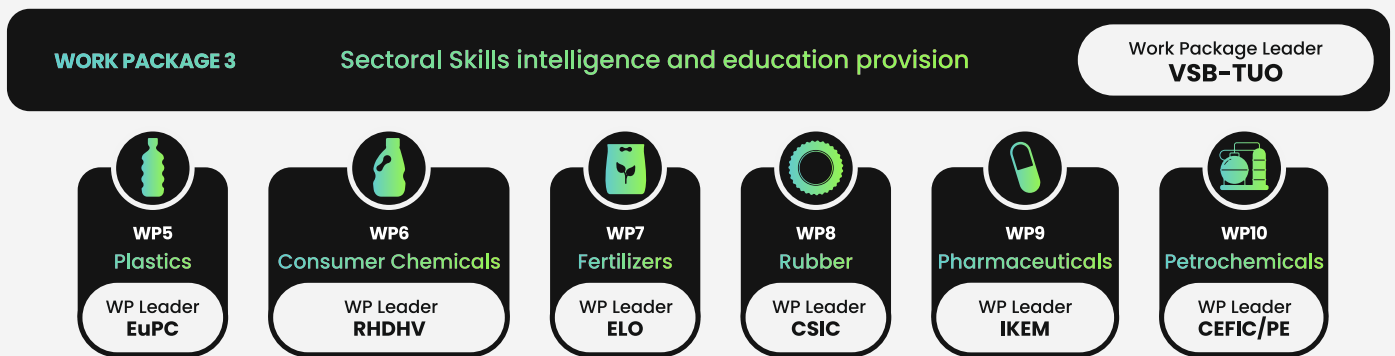 WORK PACKAGE 3
Sectoral Skills intelligence and education provision
Work Package Leader
VSB-TUO
WP5
Plastics
WP Leader
EuPC
WP6
Consumer Chemicals
WP Leader
RHDHV
WP7
Fertilizers
WP Leader
ELO
WP8
Rubber
WP Leader
CSIC
WP9
Pharmaceuticals
WP Leader
IKEM
WP10
Petrochemicals
WP Leader
CEFIC/PE